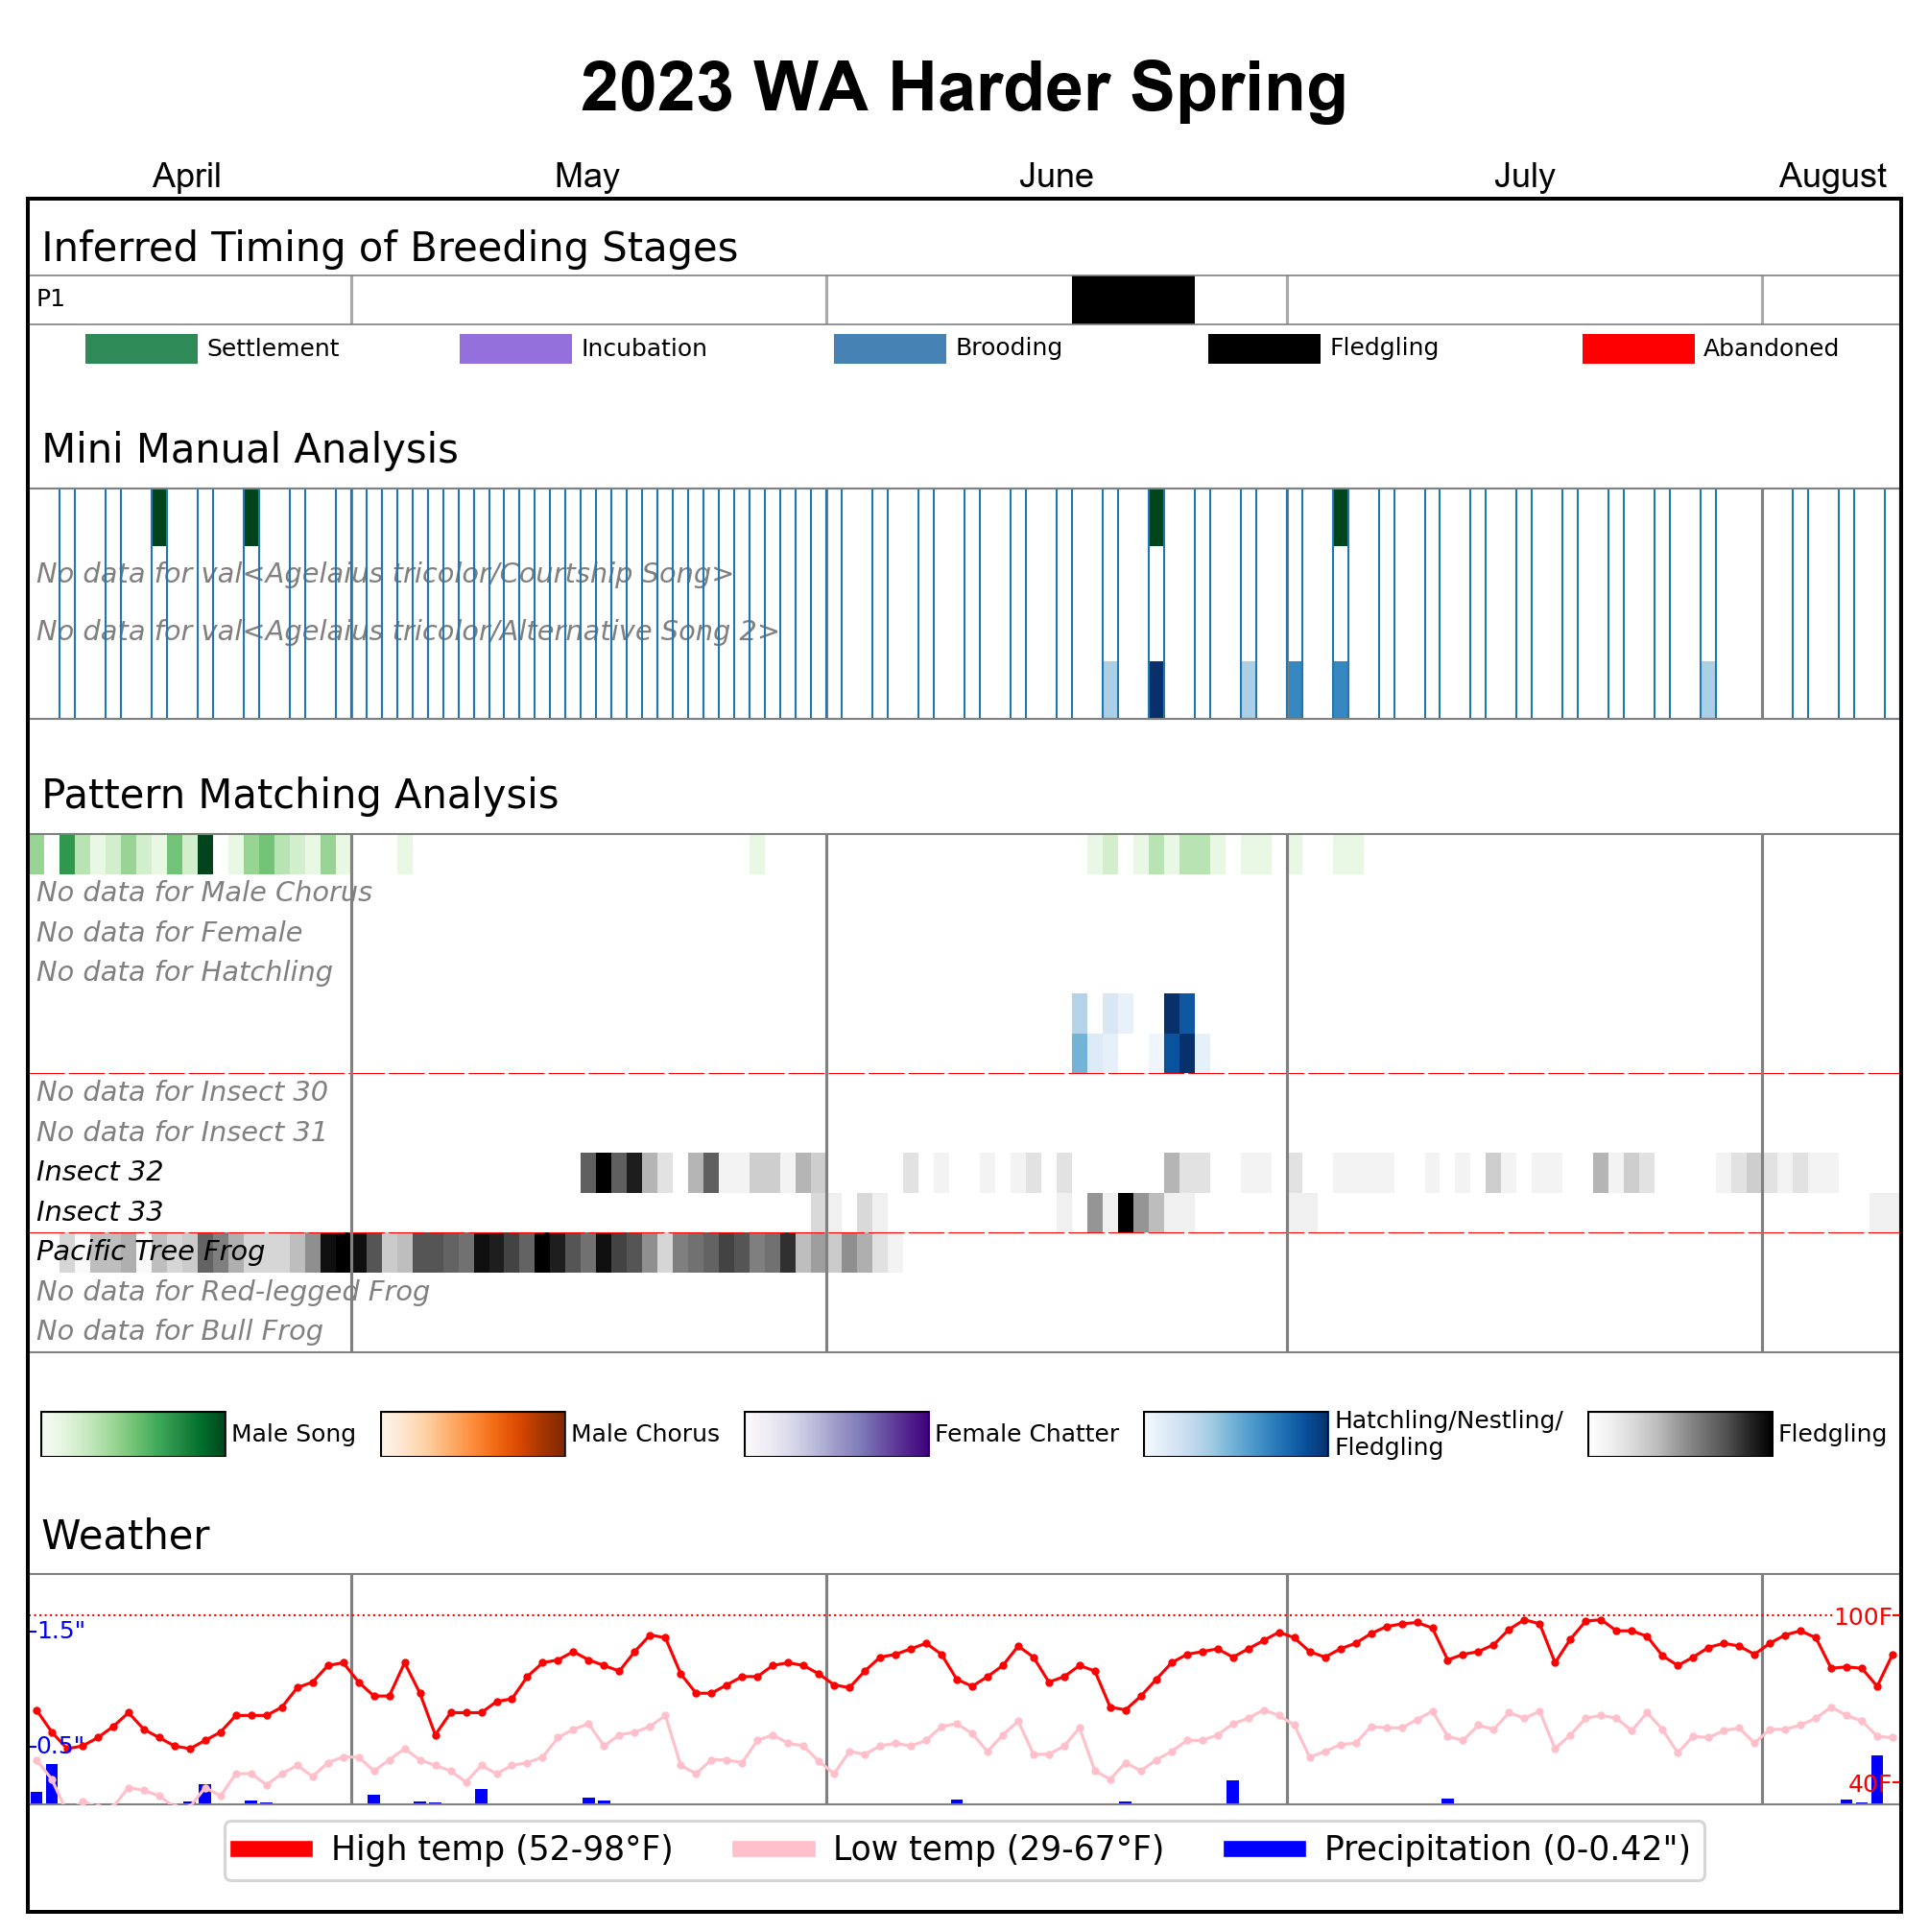 2023 WA Harder Spring
April May June July August
Inferred Timing of Breeding Stages
P1
Settlement Incubation Brooding Fledgling Abandoned
Mini Manual Analysis
No data for val<Agelaius tricolor/Courtship Song>
No data for val<Agelaius tricolor/Alternative Song 2>
Pattern Matching Analysis
No data for Male Chorus
No data for Female
No data for Hatchling
No data for Insect 30
No data for Insect 31
Insect 32
Insect 33
Pacific Tree Frog
No data for Red-legged Frog
No data for Bull Frog
Male Song Male Chorus Female Chatter Hatchling/Nestling/
Fledgling Fledgling
Weather
1.5" 100F
0.5" 40F
High temp (52-98°F) Low temp (29-67°F) Precipitation (0-0.42")